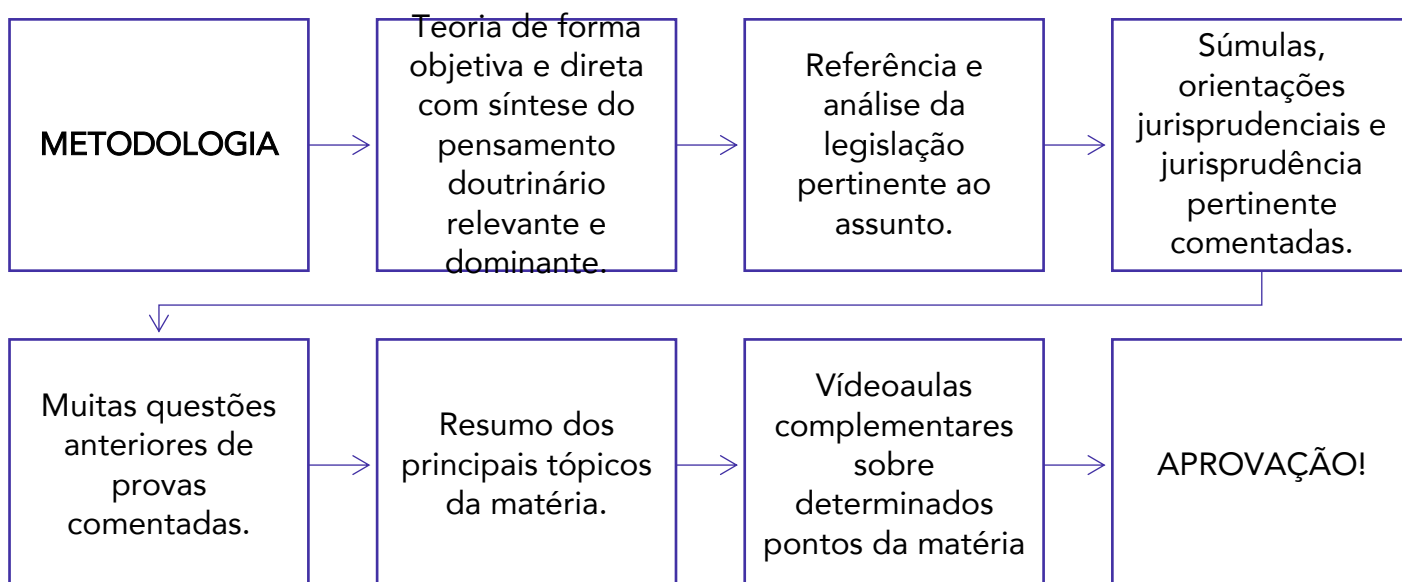 METODOLOGIA
Teoria de forma
objetiva e direta
com síntese do
pensamento
doutrinário
relevante e
dominante.
Referência e
análise da
legislação
pertinente ao
assunto.
Súmulas,
orientações
jurisprudenciais e
jurisprudência
pertinente
comentadas.
Muitas questões
anteriores de
provas
comentadas.
Resumo dos
principais tópicos
da matéria.
Vídeoaulas
complementares
sobre
determinados
pontos da matéria
APROVAÇÃO!